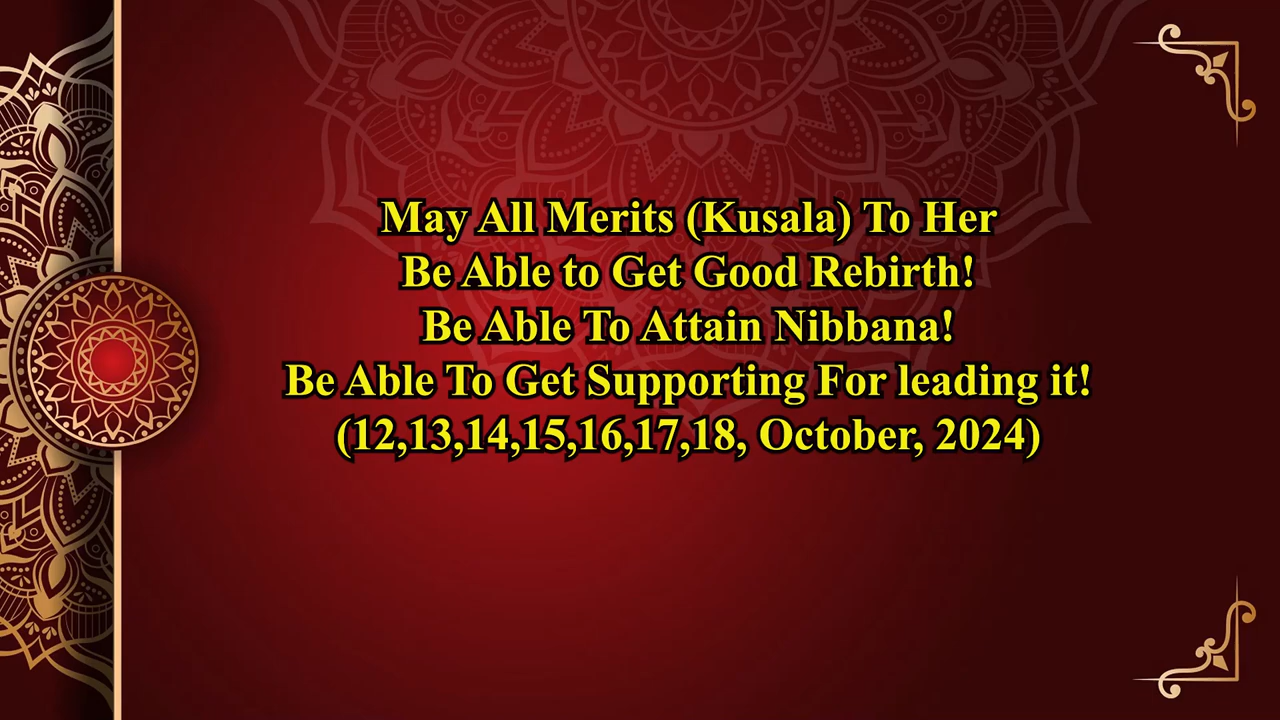 May All Merits (Kusala) To Her
Be Able to Get Good Rebirth!
Be Able To Attain Nibbana!
Be Able To Get Supporting For leading it!
(12,13,14,15,16,17,18, October, 2024)